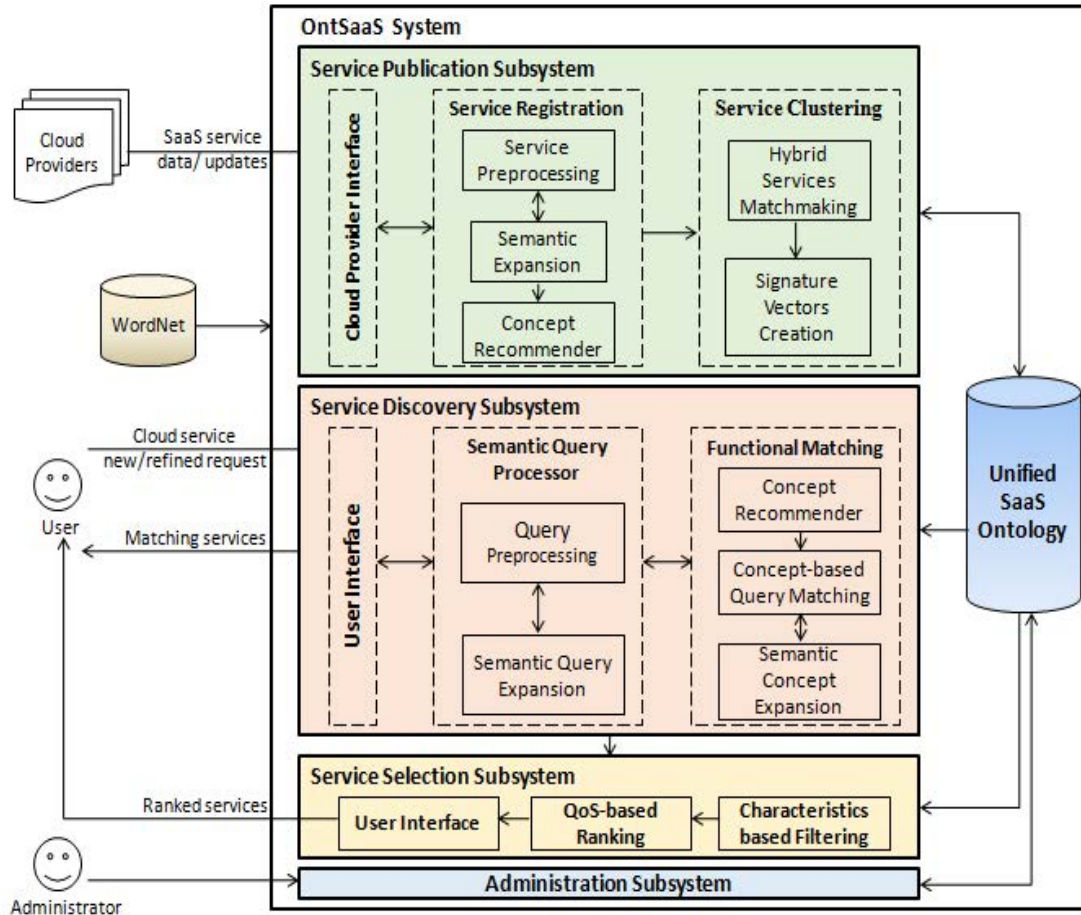 OntSaaS System
Service Publication Subsystem
Cloud
Providers
SaaS service
data/ updates
Cloud Provider Interface
Service Registration
Service
Preprocessing
Semantic
Expansion
Concept
Recommender
Service Clustering
Hybrid
Services
Matchmaking
Signature
Vectors
Creation
WordNet
Unified
SaaS
Ontology
Service Discovery Subsystem
Cloud service
new/refined request
User
Matching services
User Interface
Semantic Query
Processor
Query
Preprocessing
Semantic Query
Expansion
Functional Matching
Concept
Recommender
Concept-based
Query Matching
Semantic
Concept
Expansion
Service Selection Subsystem
Ranked services
User Interface
QoS-based
Ranking
Characteristics
based Filtering
Administration Subsystem
Administrator